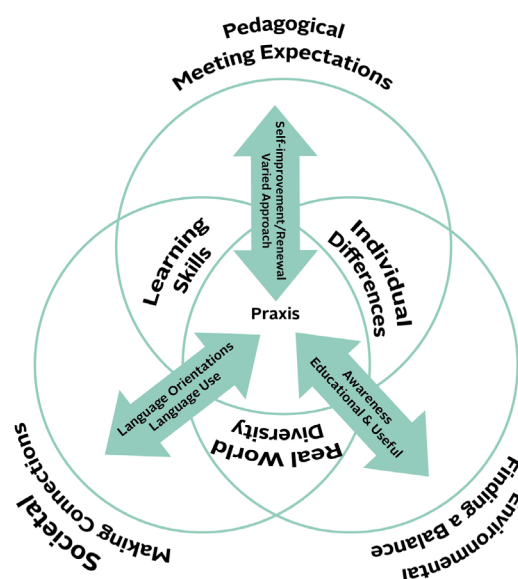 Pedagogical
Meeting Expectations
Self-improvement/Renewal
Varied Approach
Learning
Skills
Individual
Differences
Praxis
Language Orientations
Language Use
Awareness
Educational & Useful
Real World
Diversity
Societal
Making Connections
Environmental
Finding a Balance